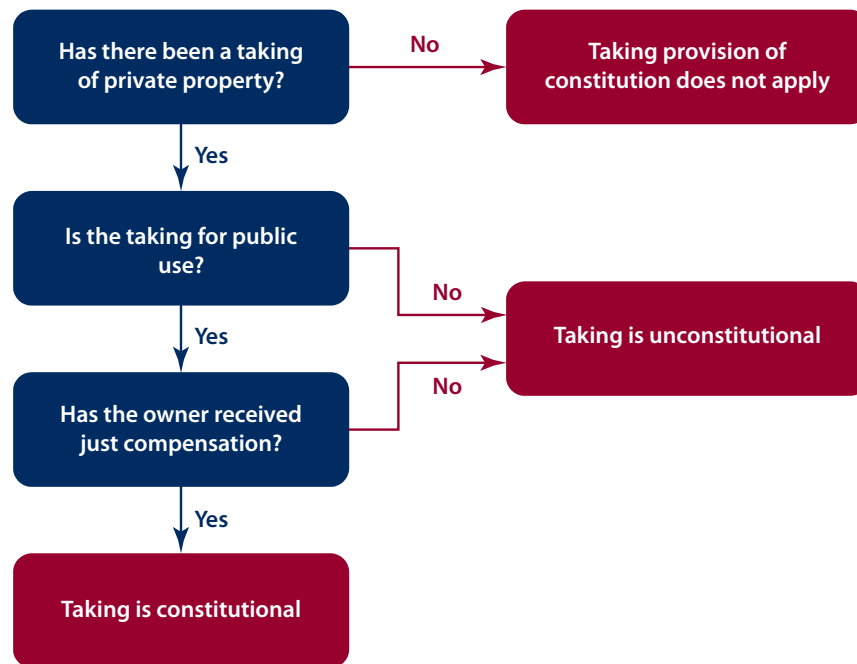 Has there been a taking
of private property?
No
Taking provision of
constitution does not apply
Yes
Is the taking for public
use?
No
Taking is unconstitutional
Yes
No
Has the owner received
just compensation?
Yes
Taking is constitutional